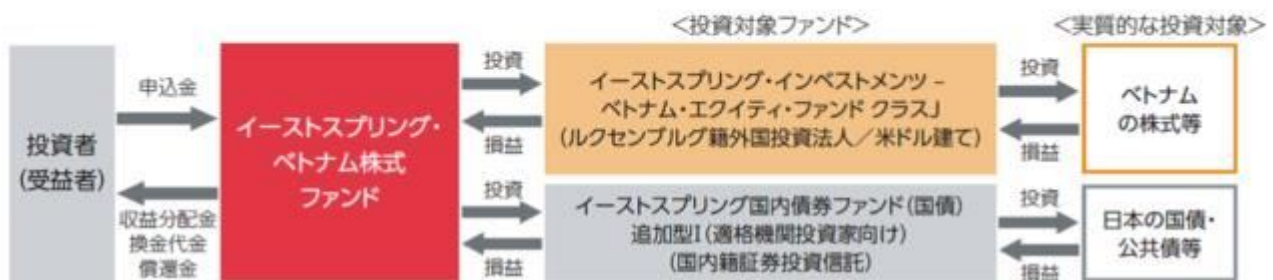 <投資対象ファンド>
<実質的な投資対象>
投資者
(受益者)
申込金
収益分配金
換金代金
償還金
イーストスプリング・
ベトナム株式
ファンド
投資
損益
投資
損益
イーストスプリング・インベストメンツ −
ベトナム・エクイティ・ファンド クラスJ
(ルクセンブルグ籍外国投資法人/米ドル建て)
イーストスプリング国内債券ファンド(国債)
追加型I(適格機関投資家向け)
(国内籍証券投資信託)
投資
損益
投資
損益
ベトナム
の株式等
日本の国債・
公共債等